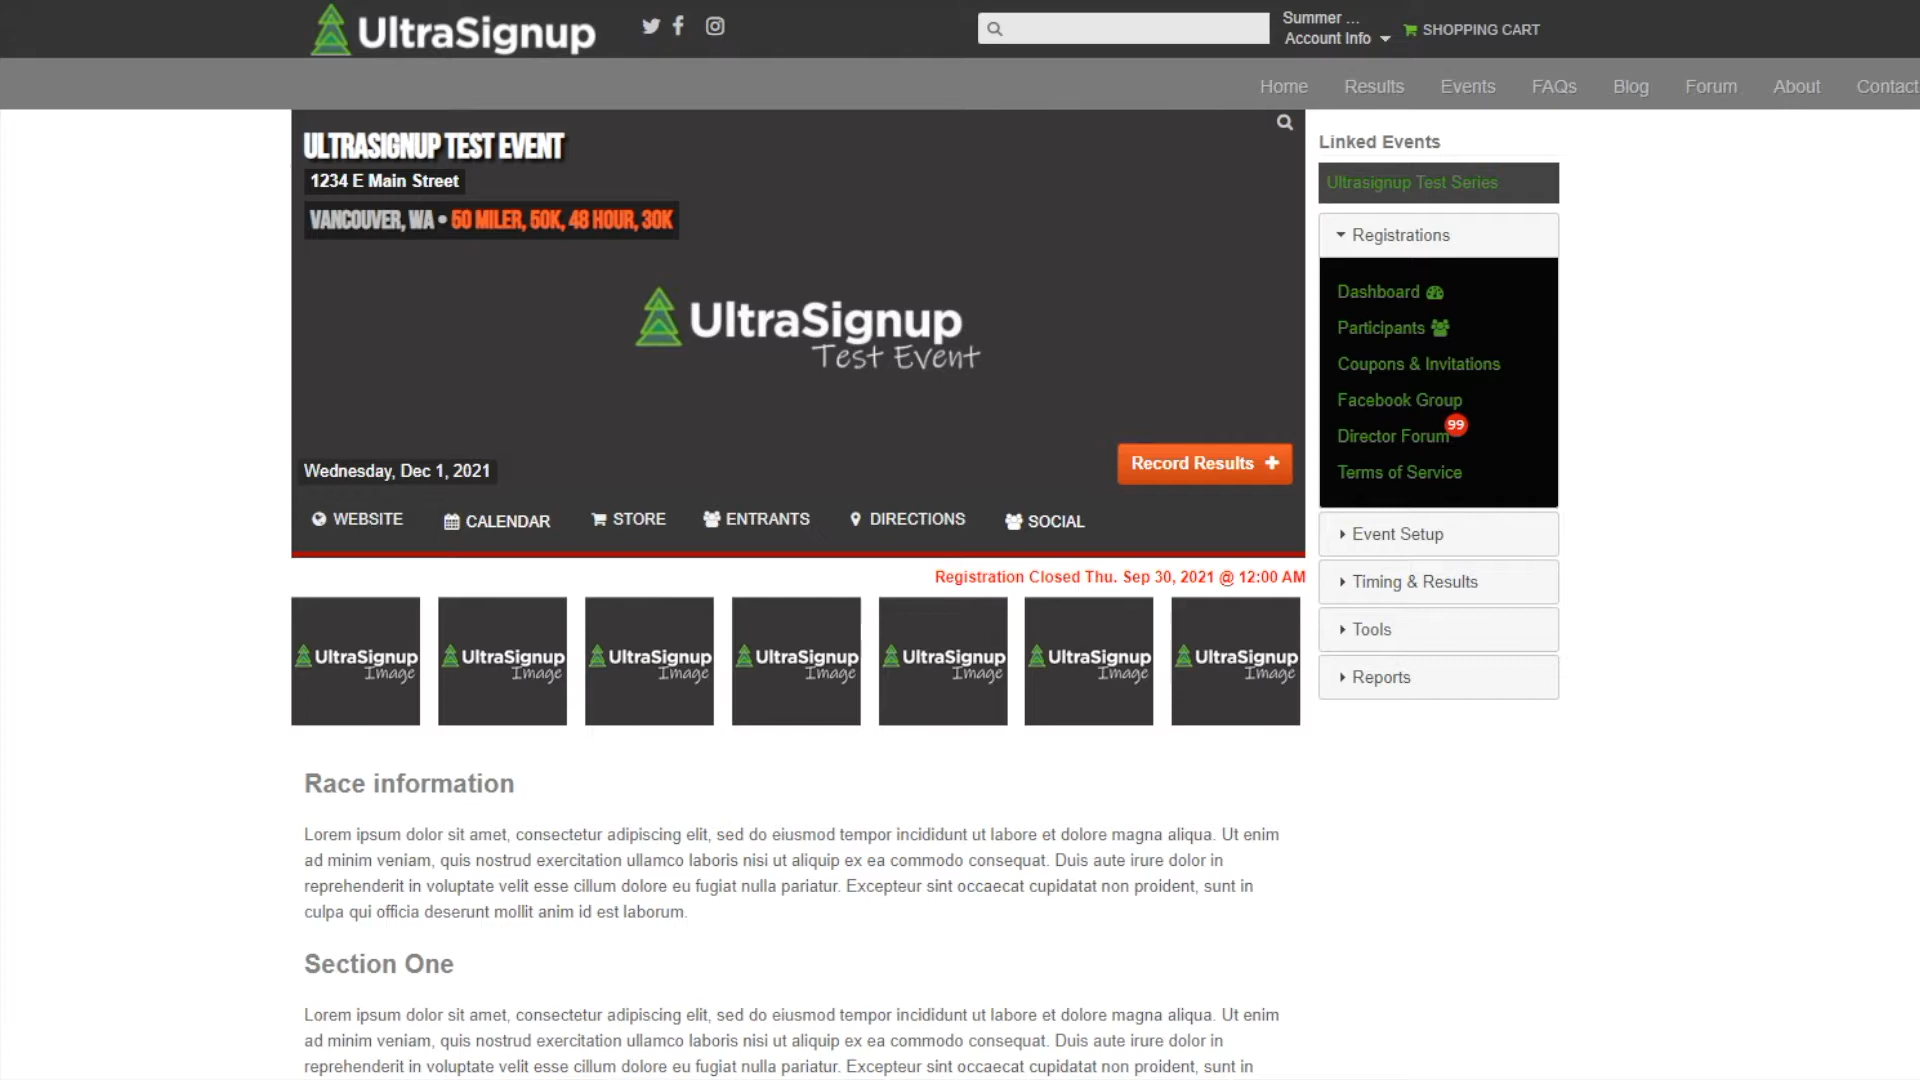 UltraSignup
Summer ...
Account Info
SHOPPING CART
Home Results Events FAQs Blog Forum About Contact
ULTRASIGNUP TEST EVENT
1234 E Main Street
VANCOUVER, WA • 50 MILER, 50K, 48 HOUR, 30K
UltraSignup
Test Event
Wednesday, Dec 1, 2021
Record Results
WEBSITE CALENDAR STORE ENTRANTS DIRECTIONS SOCIAL
Registration Closed Thu. Sep 30, 2021 @ 12:00 AM
UltraSignup
Image
UltraSignup
Image
UltraSignup
Image
UltraSignup
Image
UltraSignup
Image
UltraSignup
Image
UltraSignup
Image
Race information
Lorem ipsum dolor sit amet, consectetur adipiscing elit, sed do eiusmod tempor incididunt ut labore et dolore magna aliqua. Ut enim
ad minim veniam, quis nostrud exercitation ullamco laboris nisi ut aliquip ex ea commodo consequat. Duis aute irure dolor in
reprehenderit in voluptate velit esse cillum dolore eu fugiat nulla pariatur. Excepteur sint occaecat cupidatat non proident, sunt in
culpa qui officia deserunt mollit anim id est laborum.
Section One
Lorem ipsum dolor sit amet, consectetur adipiscing elit, sed do eiusmod tempor incididunt ut labore et dolore magna aliqua. Ut enim
ad minim veniam, quis nostrud exercitation ullamco laboris nisi ut aliquip ex ea commodo consequat. Duis aute irure dolor in
reprehenderit in voluptate velit esse cillum dolore eu fugiat nulla pariatur. Excepteur sint occaecat cupidatat non proident, sunt in
Linked Events
Ultrasignup Test Series
Registrations
Dashboard
Participants
Coupons & Invitations
Facebook Group
Director Forum 99
Terms of Service
Event Setup
Timing & Results
Tools
Reports